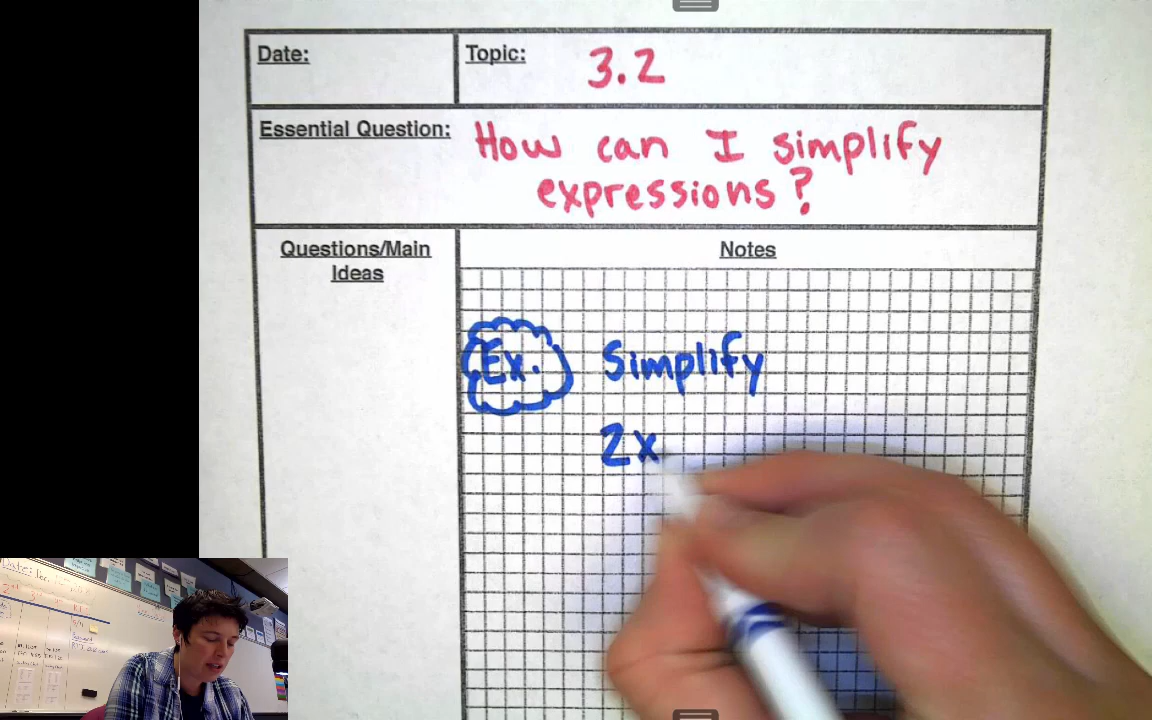 Date:
Topic: 3.2
Essential Question: How can I simplify
expressions?
Questions/Main
Ideas
Notes
Ex. Simplify
2x